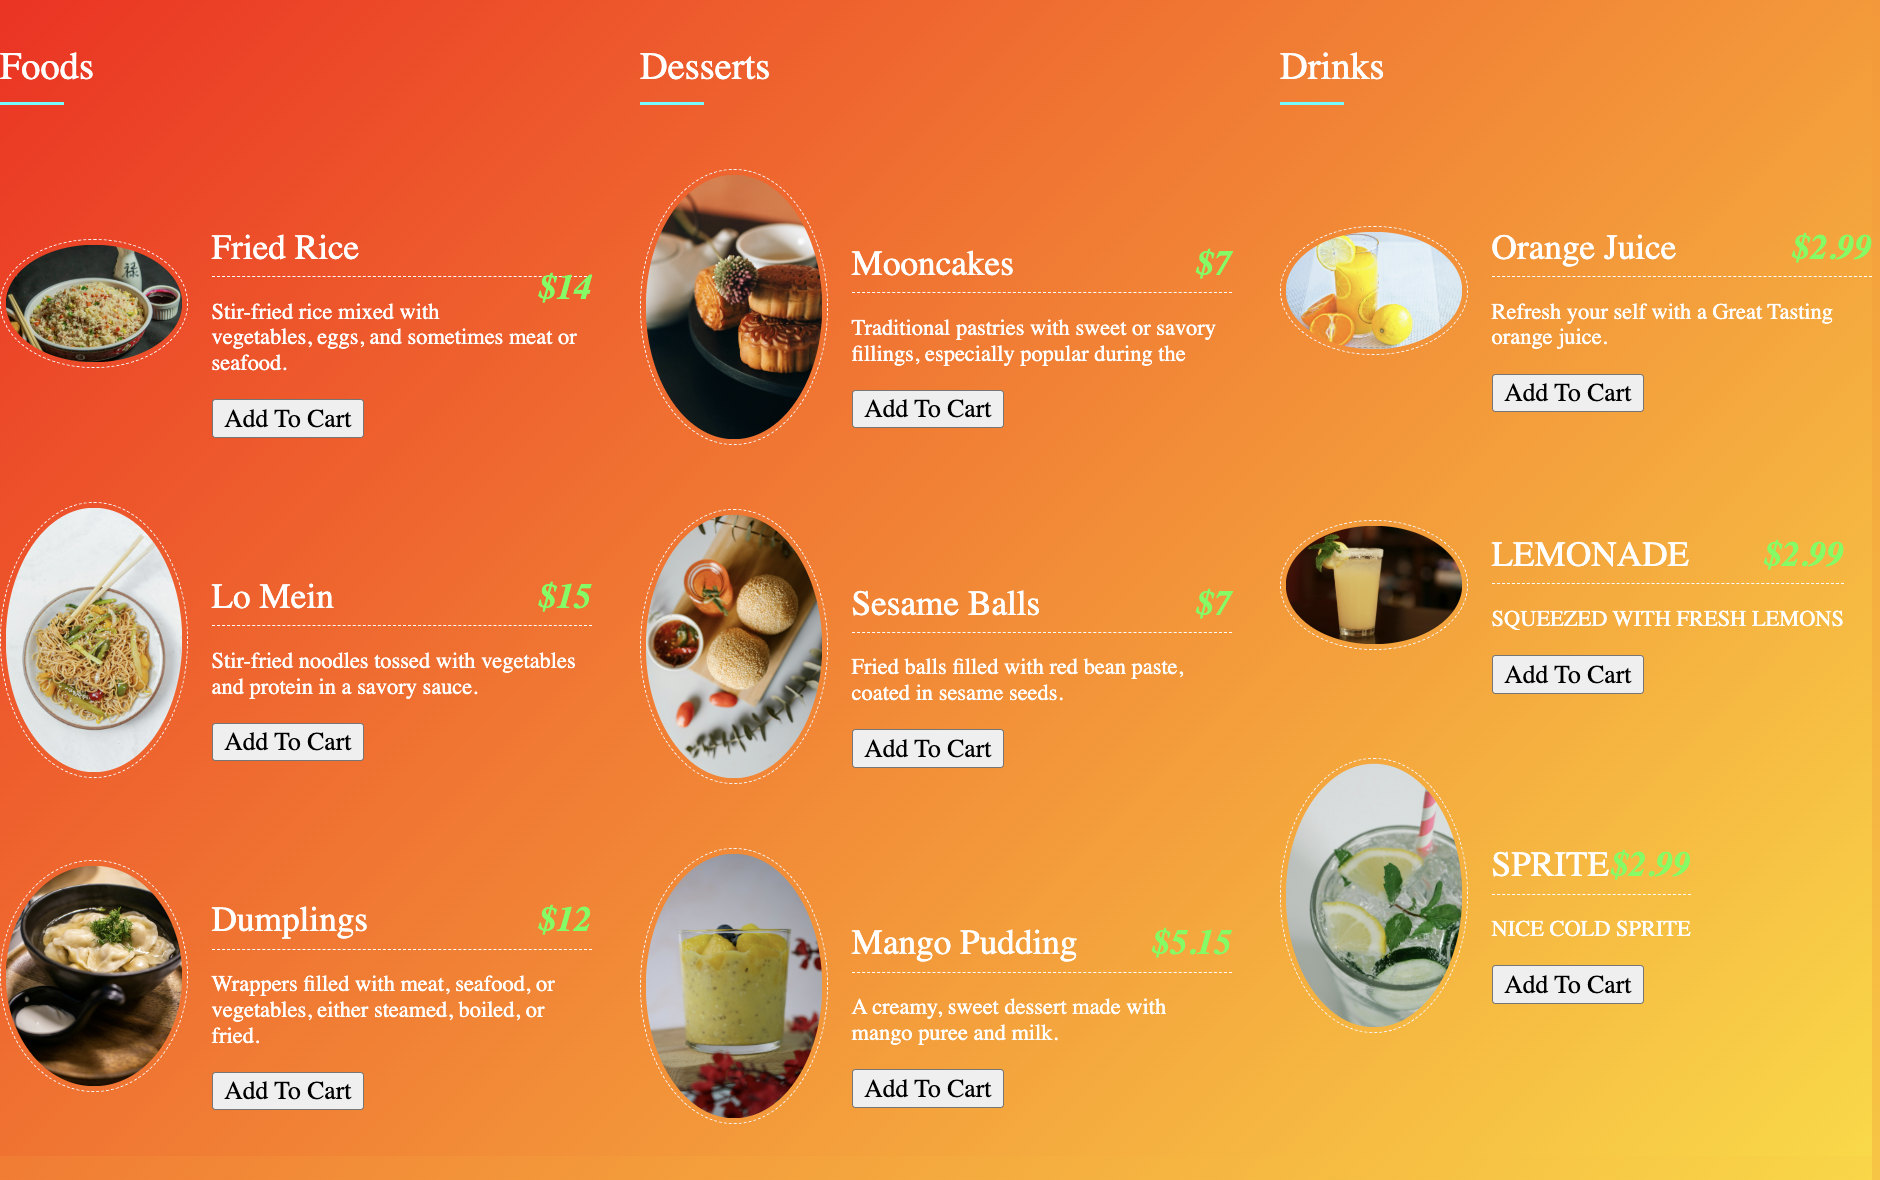 Foods
Fried Rice
$14
Stir-fried rice mixed with
vegetables, eggs, and sometimes meat or
seafood.
Add To Cart
Lo Mein $15
Stir-fried noodles tossed with vegetables
and protein in a savory sauce.
Add To Cart
Dumplings $12
Wrappers filled with meat, seafood, or
vegetables, either steamed, boiled, or
fried.
Add To Cart
Desserts
Mooncakes $7
Traditional pastries with sweet or savory
fillings, especially popular during the
Add To Cart
Sesame Balls $7
Fried balls filled with red bean paste,
coated in sesame seeds.
Add To Cart
Mango Pudding $5.15
A creamy, sweet dessert made with
mango puree and milk.
Add To Cart
Drinks
Orange Juice $2.99
Refresh your self with a Great Tasting
orange juice.
Add To Cart
LEMONADE $2.99
SQUEEZED WITH FRESH LEMONS
Add To Cart
SPRITE $2.99
NICE COLD SPRITE
Add To Cart